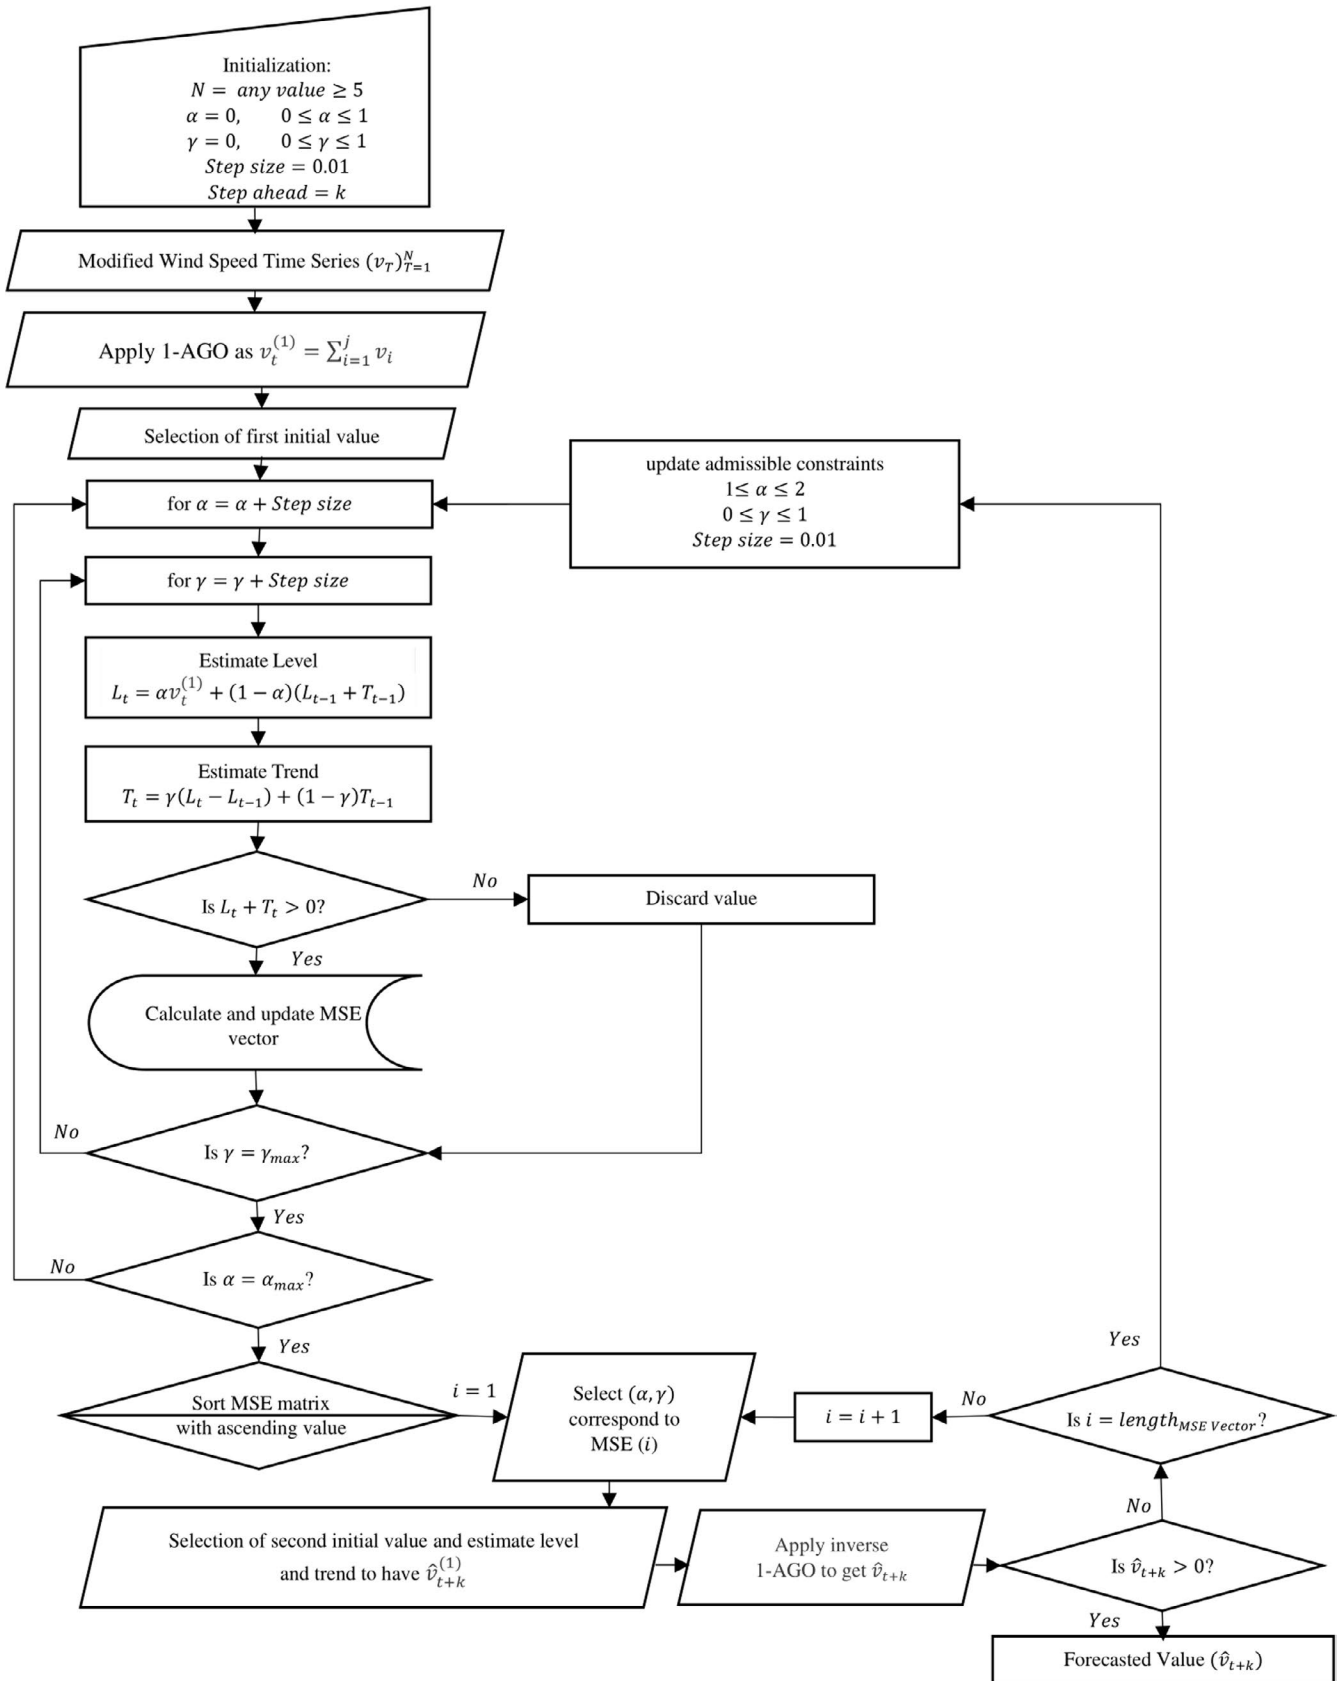 Initialization:
N = any value ≥ 5
α = 0, 0 ≤ α ≤ 1
γ = 0, 0 ≤ γ ≤ 1
Step size = 0.01
Step ahead = k
Modified Wind Speed Time Series (v_T)_{T=1}^{N}
Apply 1-AGO as v_t^{(1)} = ∑_{i=1}^{j} v_i
Selection of first initial value
for α = α + Step size
update admissible constraints
1≤ α ≤ 2
0 ≤ γ ≤ 1
Step size = 0.01
for γ = γ + Step size
Estimate Level
L_t = αv_t^{(1)} + (1 − α)(L_{t−1} + T_{t−1})
Estimate Trend
T_t = γ(L_t − L_{t−1}) + (1 − γ)T_{t−1}
Is L_t + T_t > 0?
No
Discard value
Yes
Calculate and update MSE
vector
No
Is γ = γ_{max}?
Yes
No
Is α = α_{max}?
Yes
Sort MSE matrix
with ascending value
i = 1
Select (α, γ)
correspond to
MSE (i)
i = i + 1
No
Is i = length_{MSE Vector}?
Yes
Selection of second initial value and estimate level
and trend to have v̂_{t+k}^{(1)}
Apply inverse
1-AGO to get v̂_{t+k}
No
Is v̂_{t+k} > 0?
Yes
Forecasted Value (v̂_{t+k})